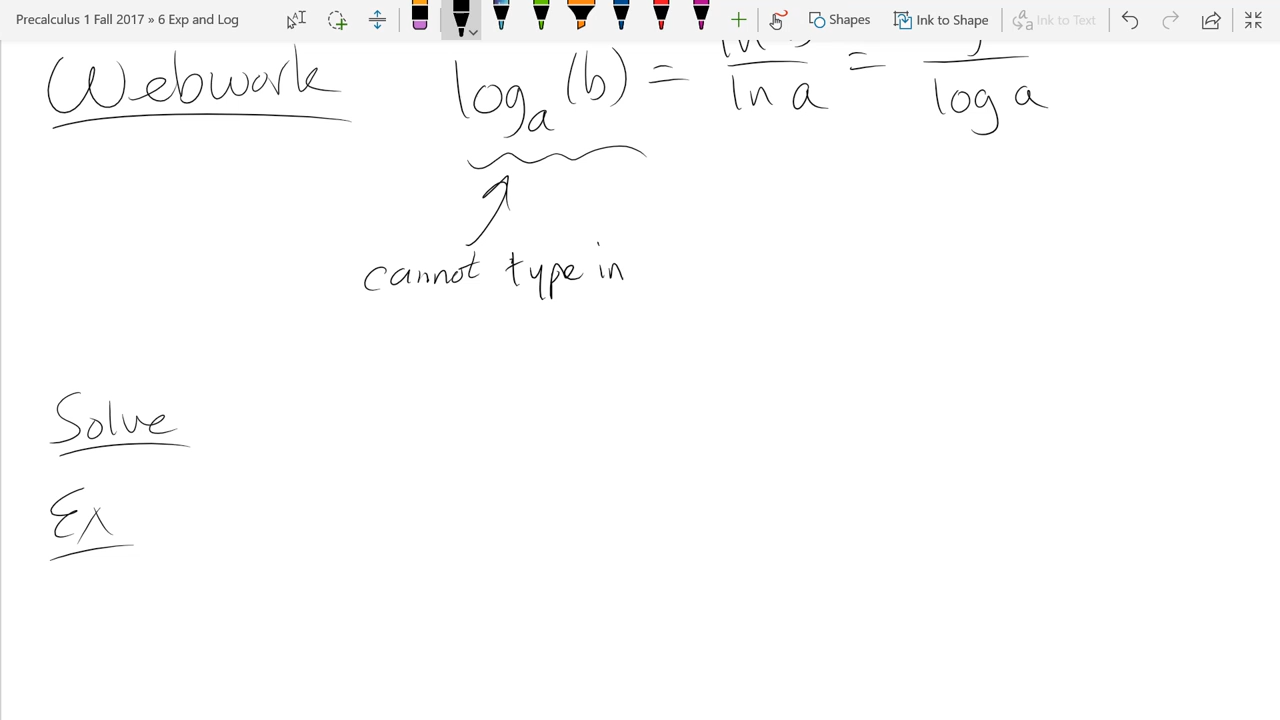 Precalculus 1 Fall 2017 » 6 Exp and Log
Shapes Ink to Shape Ink to Text
Webwork log_a (b) = / ln a = / log a
cannot type in
Solve
Ex